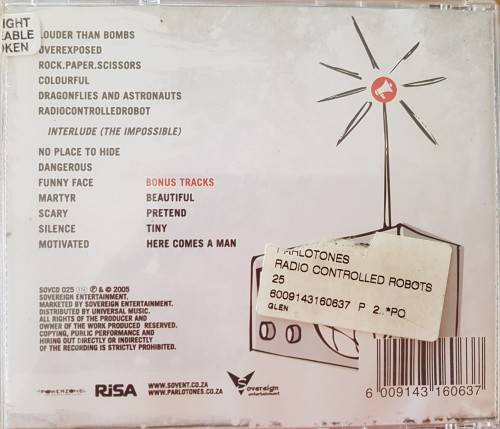 IGHT
EABLE
OKEN
LOUDER THAN BOMBS
OVEREXPOSED
ROCK.PAPER.SCISSORS
COLOURFUL
DRAGONFLIES AND ASTRONAUTS
RADIOCONTROLLEDROBOT
INTERLUDE (THE IMPOSSIBLE)
NO PLACE TO HIDE
DANGEROUS
FUNNY FACE
MARTYR
SCARY
SILENCE
MOTIVATED
BONUS TRACKS
BEAUTIFUL
PRETEND
TINY
HERE COMES A MAN
PARLOTONES
RADIO CONTROLLED ROBOTS
25
6009143160637 P 2..*PO
GLEN
SOVCD 025 ℗ & © 2005
SOVEREIGN ENTERTAINMENT.
MARKETED BY SOVEREIGN ENTERTAINMENT.
DISTRIBUTED BY UNIVERSAL MUSIC.
ALL RIGHTS OF THE PRODUCER AND
OWNER OF THE WORK PRODUCED RESERVED.
COPYING, PUBLIC PERFORMANCE AND
HIRING OUT DIRECTLY OR INDIRECTLY
OF THE RECORDING IS STRICTLY PROHIBITED.
POWERZONE
RiSA
WWW.SOVENT.CO.ZA
WWW.PARLOTONES.CO.ZA
Sovereign
entertainment
6 009143 160637